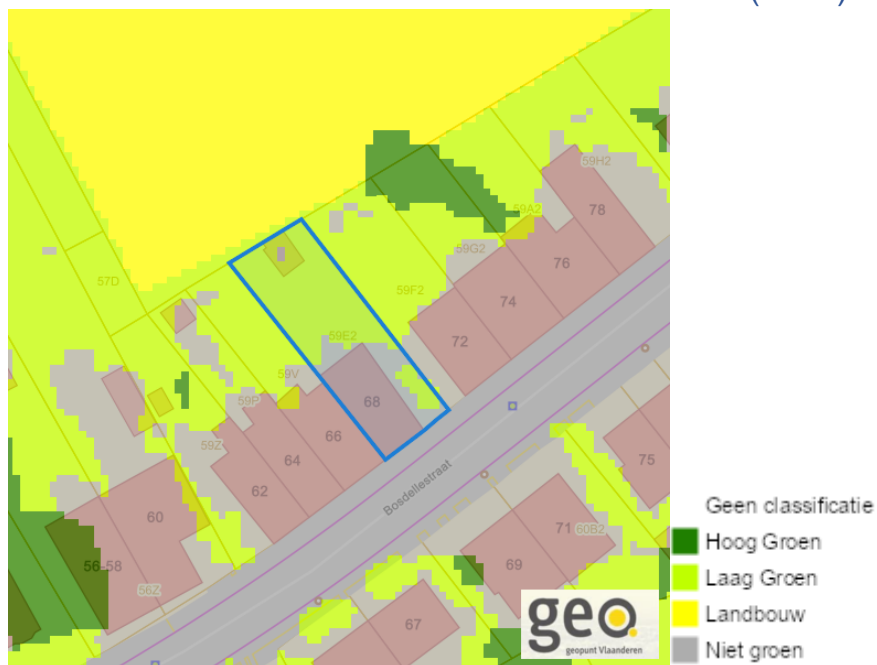 57D
59H2
78
59A2
59G2
76
59F2
74
72
59E2
59V
68
59P
66
59Z
64
62
60
56-58
56Z
Bosdellestraat
75
71
60B2
69
67
geo
geopunt Vlaanderen
Geen classificatie
Hoog Groen
Laag Groen
Landbouw
Niet groen